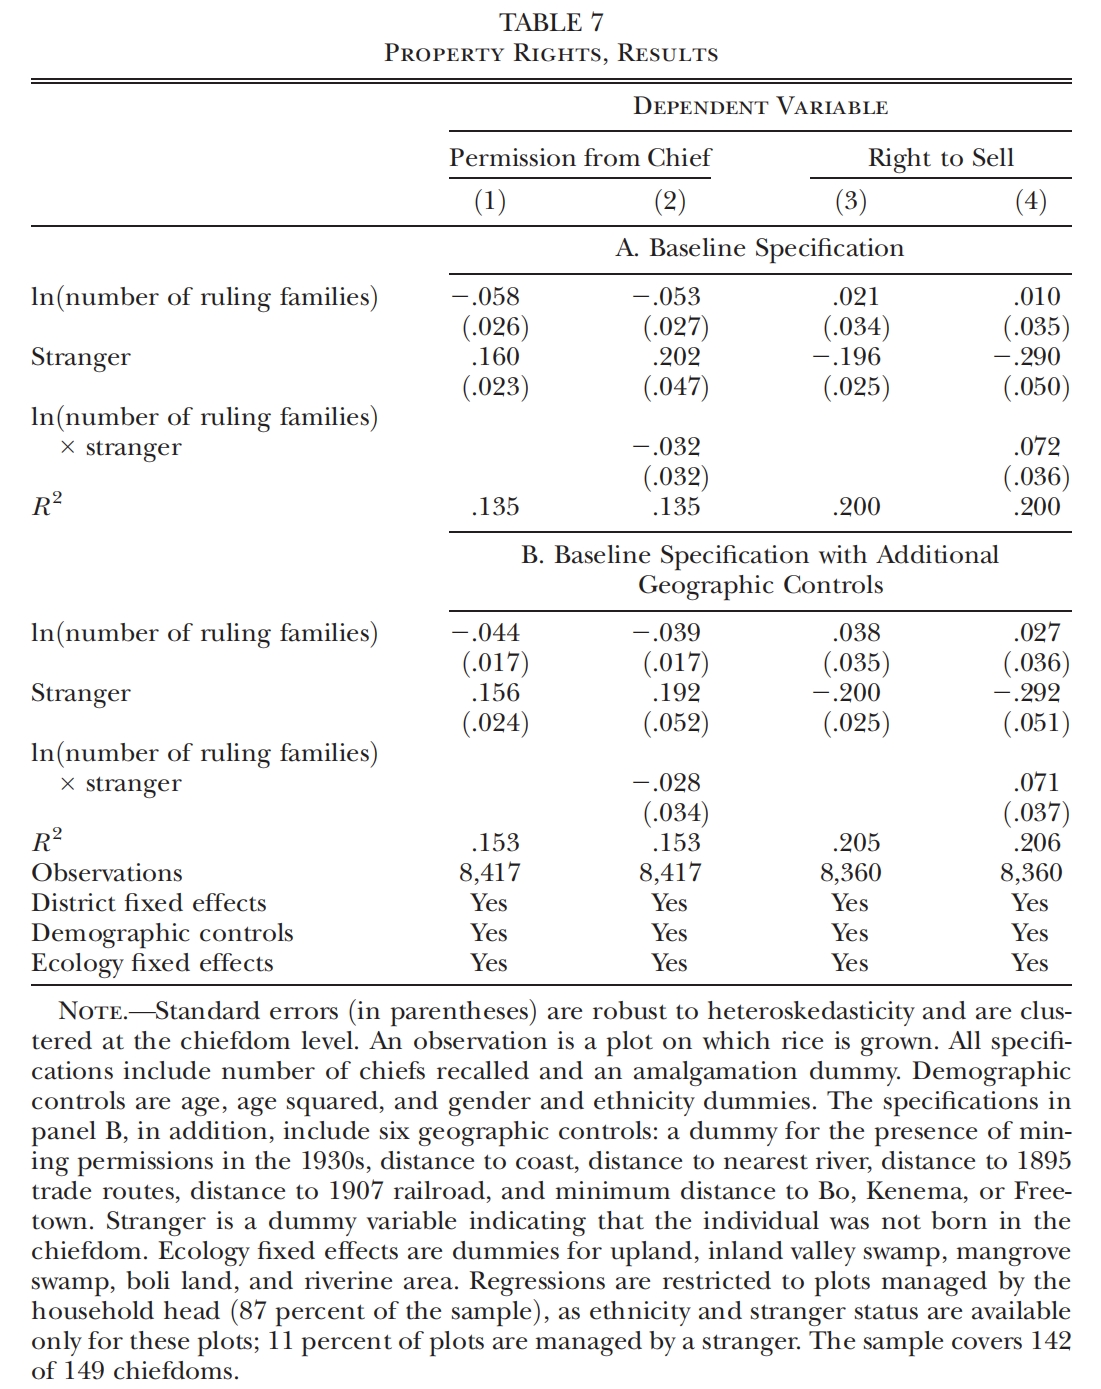 TABLE 7
Property Rights, Results
Dependent Variable
Permission from Chief Right to Sell
(1) (2) (3) (4)
A. Baseline Specification
ln(number of ruling families) −.058 −.053 .021 .010
(.026) (.027) (.034) (.035)
Stranger .160 .202 −.196 −.290
(.023) (.047) (.025) (.050)
ln(number of ruling families)
× stranger −.032 .072
(.032) (.036)
R² .135 .135 .200 .200
B. Baseline Specification with Additional
Geographic Controls
ln(number of ruling families) −.044 −.039 .038 .027
(.017) (.017) (.035) (.036)
Stranger .156 .192 −.200 −.292
(.024) (.052) (.025) (.051)
ln(number of ruling families)
× stranger −.028 .071
(.034) (.037)
R² .153 .153 .205 .206
Observations 8,417 8,417 8,360 8,360
District fixed effects Yes Yes Yes Yes
Demographic controls Yes Yes Yes Yes
Ecology fixed effects Yes Yes Yes Yes
Note.—Standard errors (in parentheses) are robust to heteroskedasticity and are clus-
tered at the chiefdom level. An observation is a plot on which rice is grown. All specifi-
cations include number of chiefs recalled and an amalgamation dummy. Demographic
controls are age, age squared, and gender and ethnicity dummies. The specifications in
panel B, in addition, include six geographic controls: a dummy for the presence of min-
ing permissions in the 1930s, distance to coast, distance to nearest river, distance to 1895
trade routes, distance to 1907 railroad, and minimum distance to Bo, Kenema, or Free-
town. Stranger is a dummy variable indicating that the individual was not born in the
chiefdom. Ecology fixed effects are dummies for upland, inland valley swamp, mangrove
swamp, boli land, and riverine area. Regressions are restricted to plots managed by the
household head (87 percent of the sample), as ethnicity and stranger status are available
only for these plots; 11 percent of plots are managed by a stranger. The sample covers 142
of 149 chiefdoms.